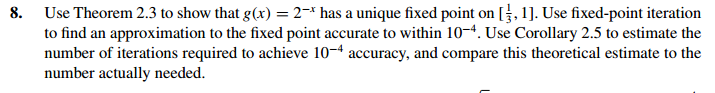 8. Use Theorem 2.3 to show that g(x) = 2⁻ˣ has a unique fixed point on [⅓, 1]. Use fixed-point iteration
to find an approximation to the fixed point accurate to within 10⁻⁴. Use Corollary 2.5 to estimate the
number of iterations required to achieve 10⁻⁴ accuracy, and compare this theoretical estimate to the
number actually needed.